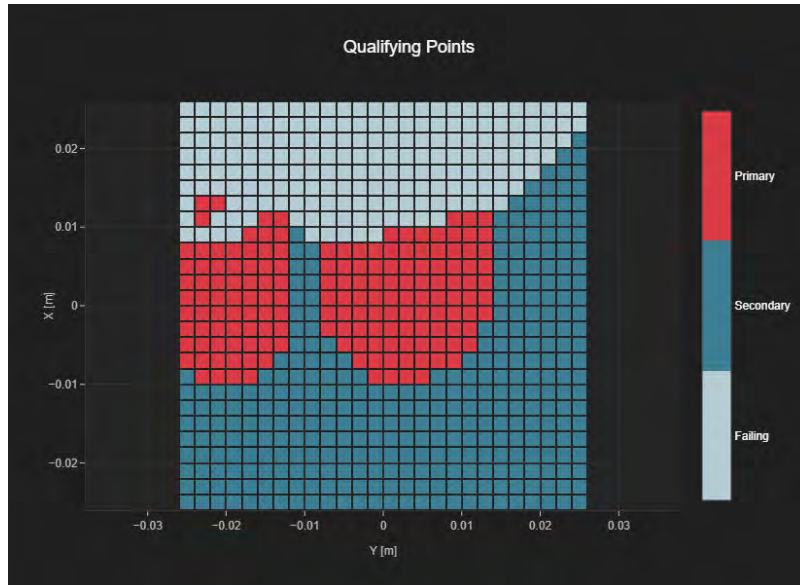 Qualifying Points
X [m]
0.02
0.01
0
−0.01
−0.02
−0.03
−0.02
−0.01
0
0.01
0.02
0.03
Y [m]
Primary
Secondary
Failing